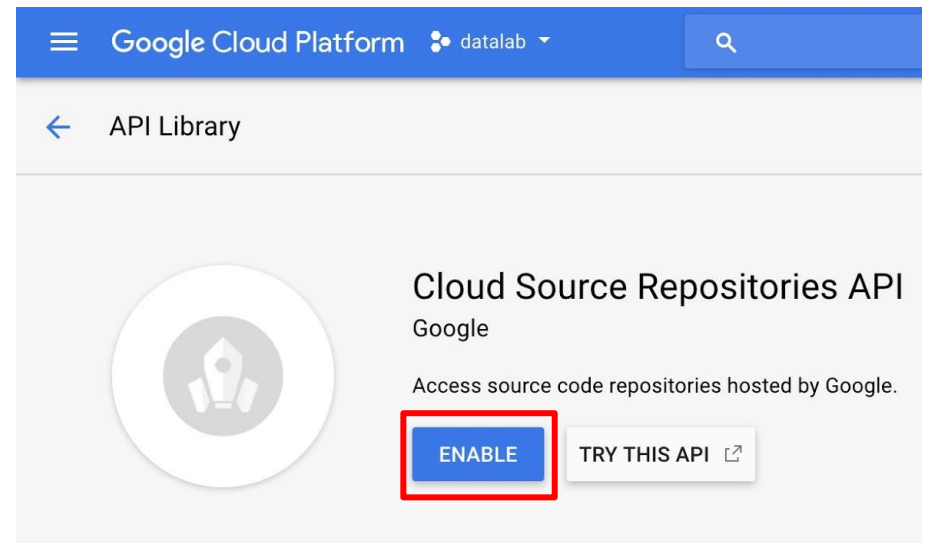 Google Cloud Platform datalab
API Library
Cloud Source Repositories API
Google
Access source code repositories hosted by Google.
ENABLE TRY THIS API